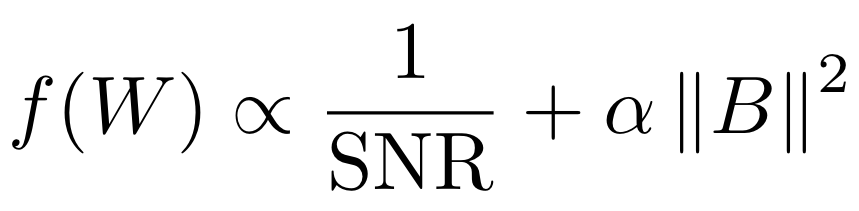 f(W) ∝ 1/SNR + α ‖B‖²